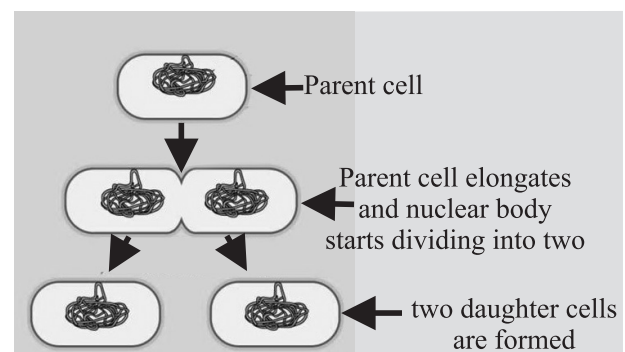 Parent cell
Parent cell elongates
and nuclear body
starts dividing into two
two daughter cells
are formed